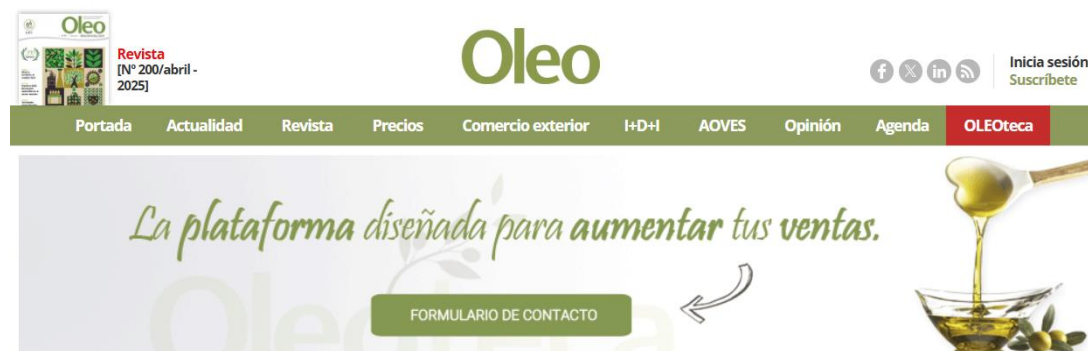 Oleo
Revista
[Nº 200/abril -
2025]
Oleo
Inicia sesión
Suscríbete
Portada Actualidad Revista Precios Comercio exterior I+D+I AOVES Opinión Agenda OLEOteca
La plataforma diseñada para aumentar tus ventas.
FORMULARIO DE CONTACTO
Oleoteca